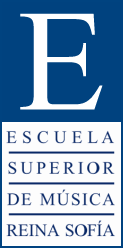 E
ESCUELA
SUPERIOR
DE MÚSICA
REINA SOFÍA